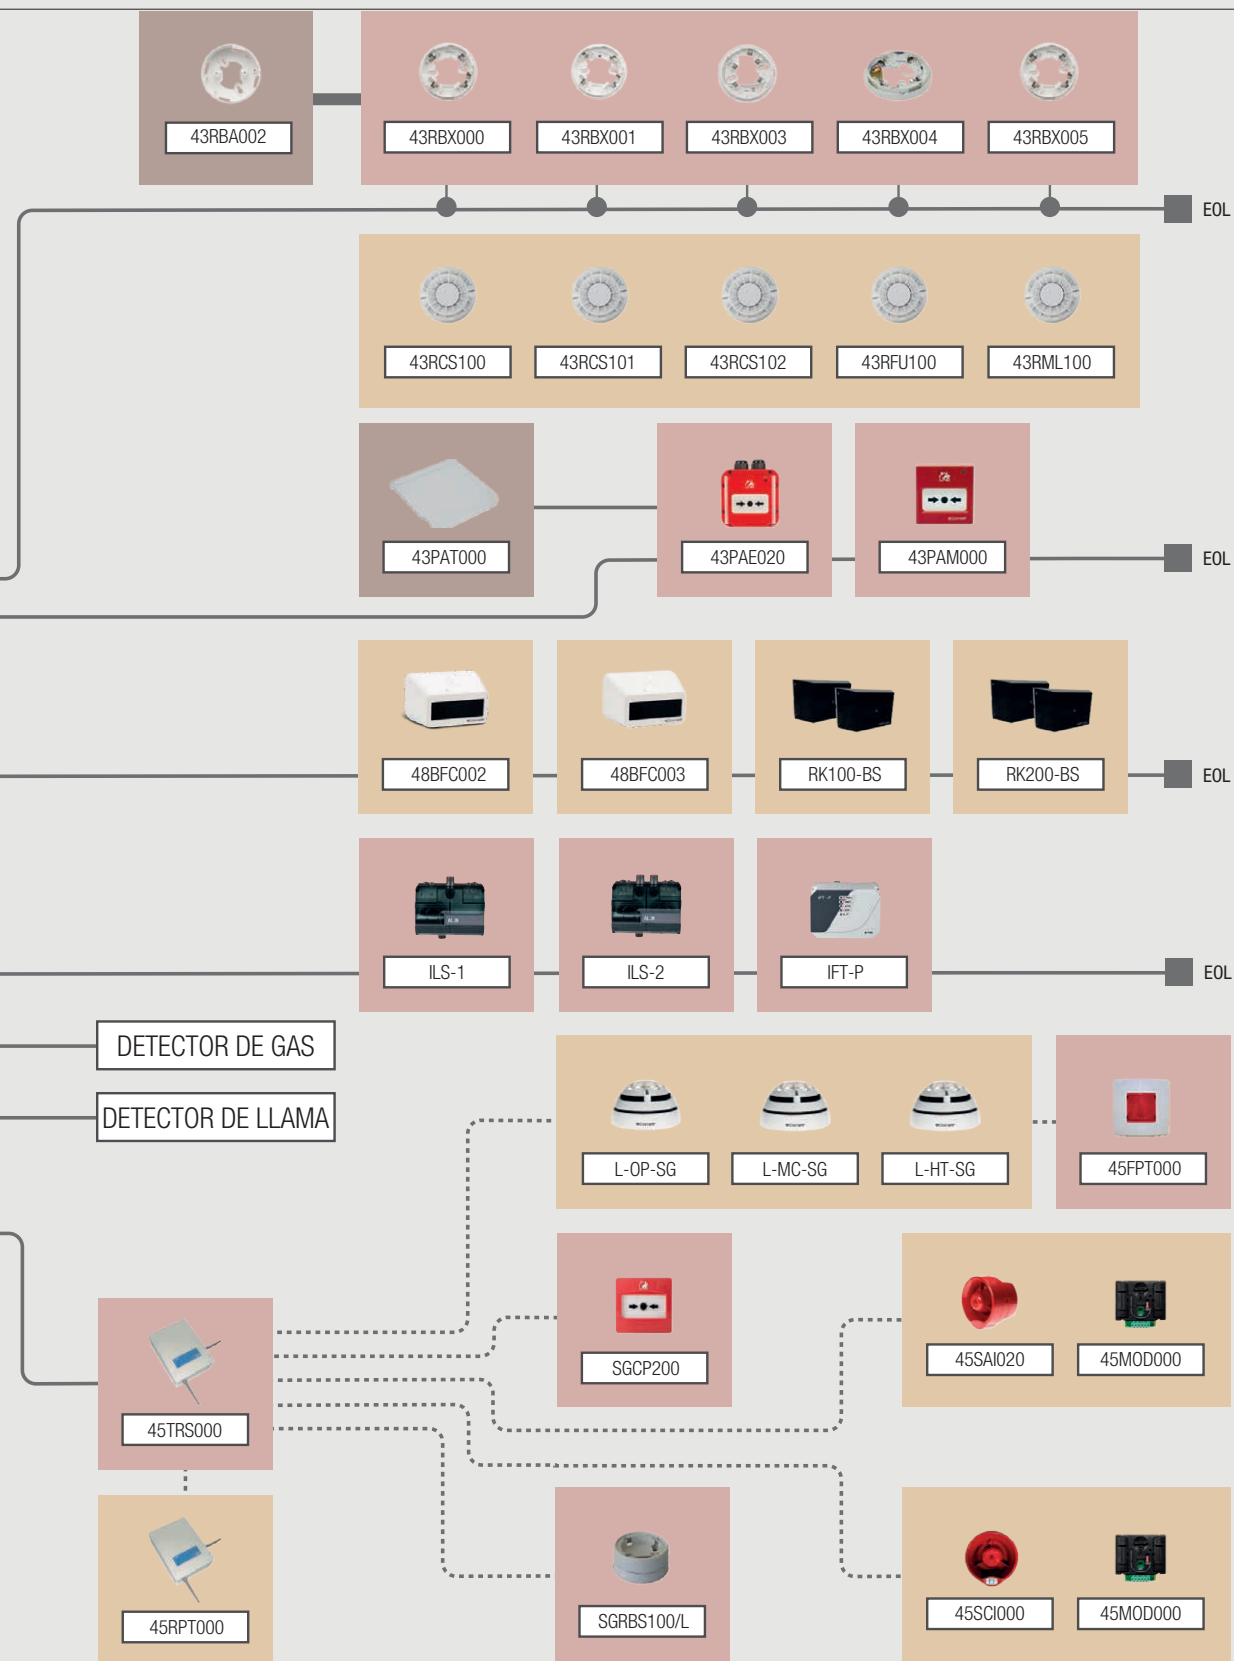 43RBA002
43RBX000
43RBX001
43RBX003
43RBX004
43RBX005
EOL
43RCS100
43RCS101
43RCS102
43RFU100
43RML100
43PAT000
43PAE020
43PAM000
EOL
48BFC002
48BFC003
RK100-BS
RK200-BS
EOL
IFT-P
ILS-1
ILS-2
IFT-P
EOL
DETECTOR DE GAS
DETECTOR DE LLAMA
L-OP-SG
L-MC-SG
L-HT-SG
45FPT000
SGCP200
45SAI020
45MOD000
45TRS000
45RPT000
SGRBS100/L
45SCI000
45MOD000